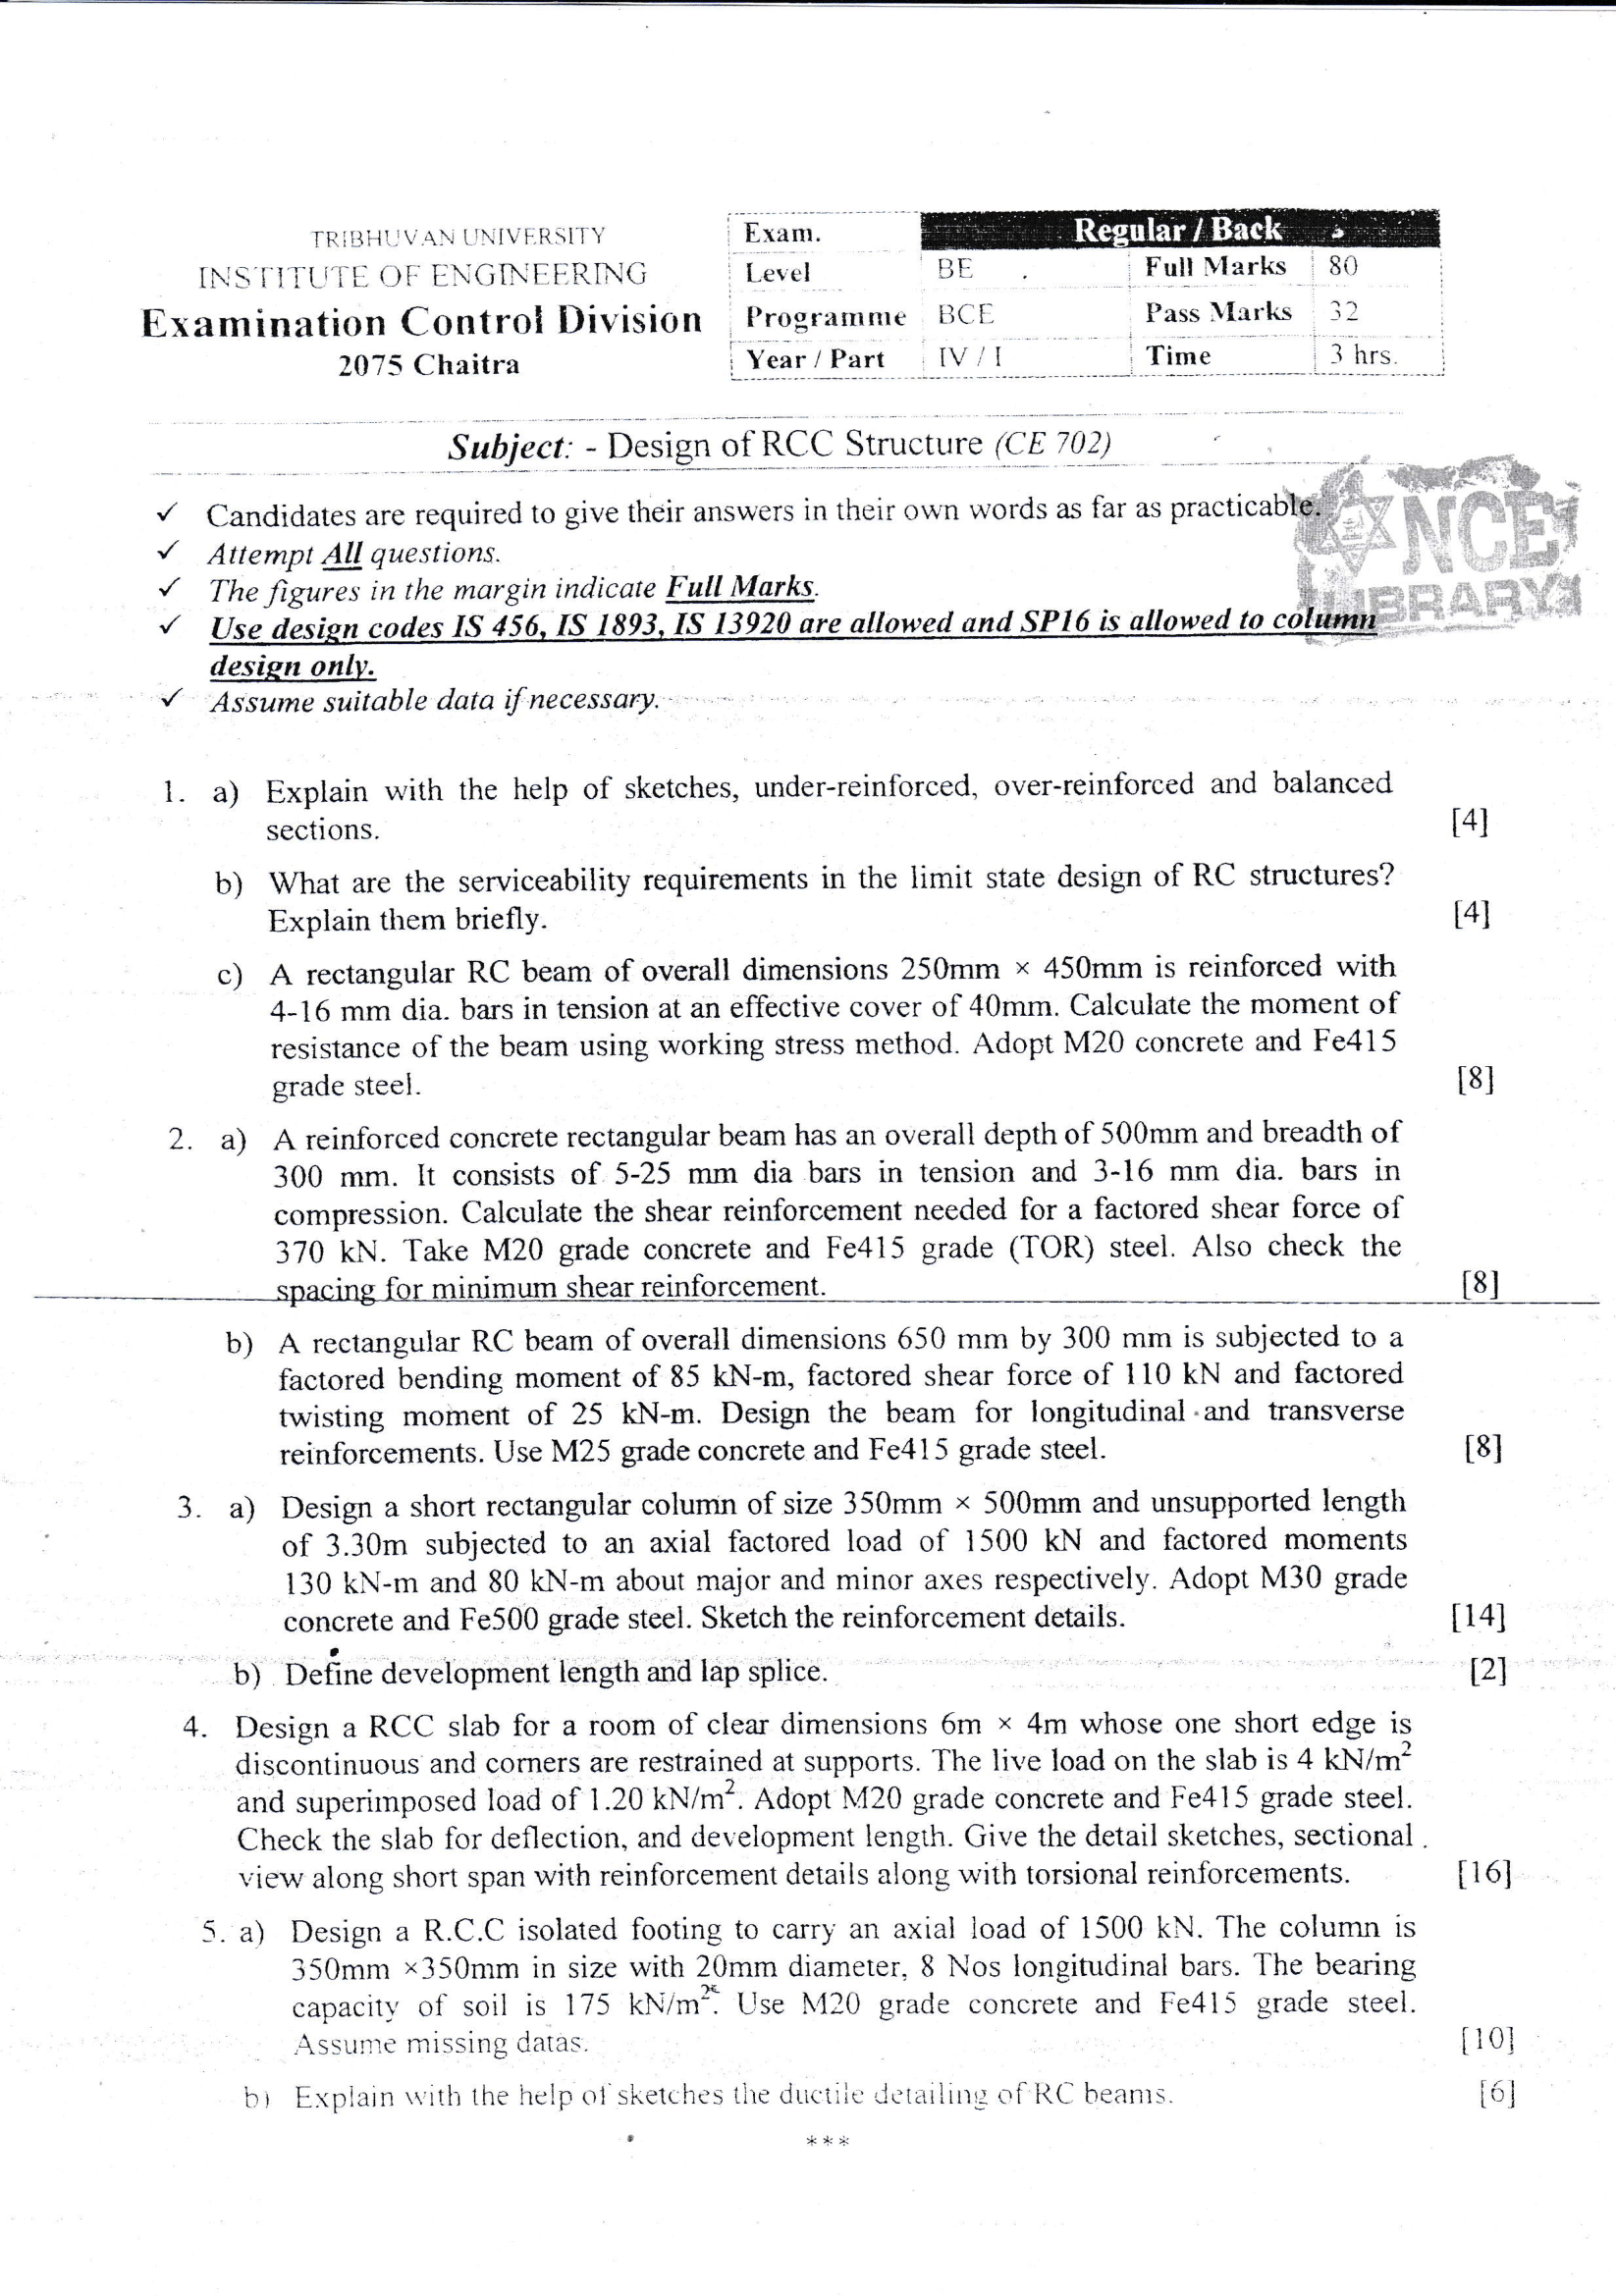 TRIBHUVAN UNIVERSITY
INSTITUTE OF ENGINEERING
Examination Control Division
2075 Chaitra
Exam. Regular / Back
Level BE Full Marks 80
Programme BCE Pass Marks 32
Year / Part IV / I Time 3 hrs.
Subject: - Design of RCC Structure (CE 702)
NCE
LIBRARY
✓ Candidates are required to give their answers in their own words as far as practicable.
✓ Attempt All questions.
✓ The figures in the margin indicate Full Marks.
✓ Use design codes IS 456, IS 1893, IS 13920 are allowed and SP16 is allowed to column
design only.
✓ Assume suitable data if necessary.
1. a) Explain with the help of sketches, under-reinforced, over-reinforced and balanced
sections. [4]
b) What are the serviceability requirements in the limit state design of RC structures?
Explain them briefly. [4]
c) A rectangular RC beam of overall dimensions 250mm × 450mm is reinforced with
4-16 mm dia. bars in tension at an effective cover of 40mm. Calculate the moment of
resistance of the beam using working stress method. Adopt M20 concrete and Fe415
grade steel. [8]
2. a) A reinforced concrete rectangular beam has an overall depth of 500mm and breadth of
300 mm. It consists of 5-25 mm dia bars in tension and 3-16 mm dia. bars in
compression. Calculate the shear reinforcement needed for a factored shear force of
370 kN. Take M20 grade concrete and Fe415 grade (TOR) steel. Also check the
spacing for minimum shear reinforcement. [8]
b) A rectangular RC beam of overall dimensions 650 mm by 300 mm is subjected to a
factored bending moment of 85 kN-m, factored shear force of 110 kN and factored
twisting moment of 25 kN-m. Design the beam for longitudinal and transverse
reinforcements. Use M25 grade concrete and Fe415 grade steel. [8]
3. a) Design a short rectangular column of size 350mm × 500mm and unsupported length
of 3.30m subjected to an axial factored load of 1500 kN and factored moments
130 kN-m and 80 kN-m about major and minor axes respectively. Adopt M30 grade
concrete and Fe500 grade steel. Sketch the reinforcement details. [14]
b) Define development length and lap splice. [2]
4. Design a RCC slab for a room of clear dimensions 6m × 4m whose one short edge is
discontinuous and corners are restrained at supports. The live load on the slab is 4 kN/m²
and superimposed load of 1.20 kN/m². Adopt M20 grade concrete and Fe415 grade steel.
Check the slab for deflection, and development length. Give the detail sketches, sectional
view along short span with reinforcement details along with torsional reinforcements. [16]
5. a) Design a R.C.C isolated footing to carry an axial load of 1500 kN. The column is
350mm ×350mm in size with 20mm diameter, 8 Nos longitudinal bars. The bearing
capacity of soil is 175 kN/m². Use M20 grade concrete and Fe415 grade steel.
Assume missing datas. [10]
b) Explain with the help of sketches the ductile detailing of RC beams. [6]
***